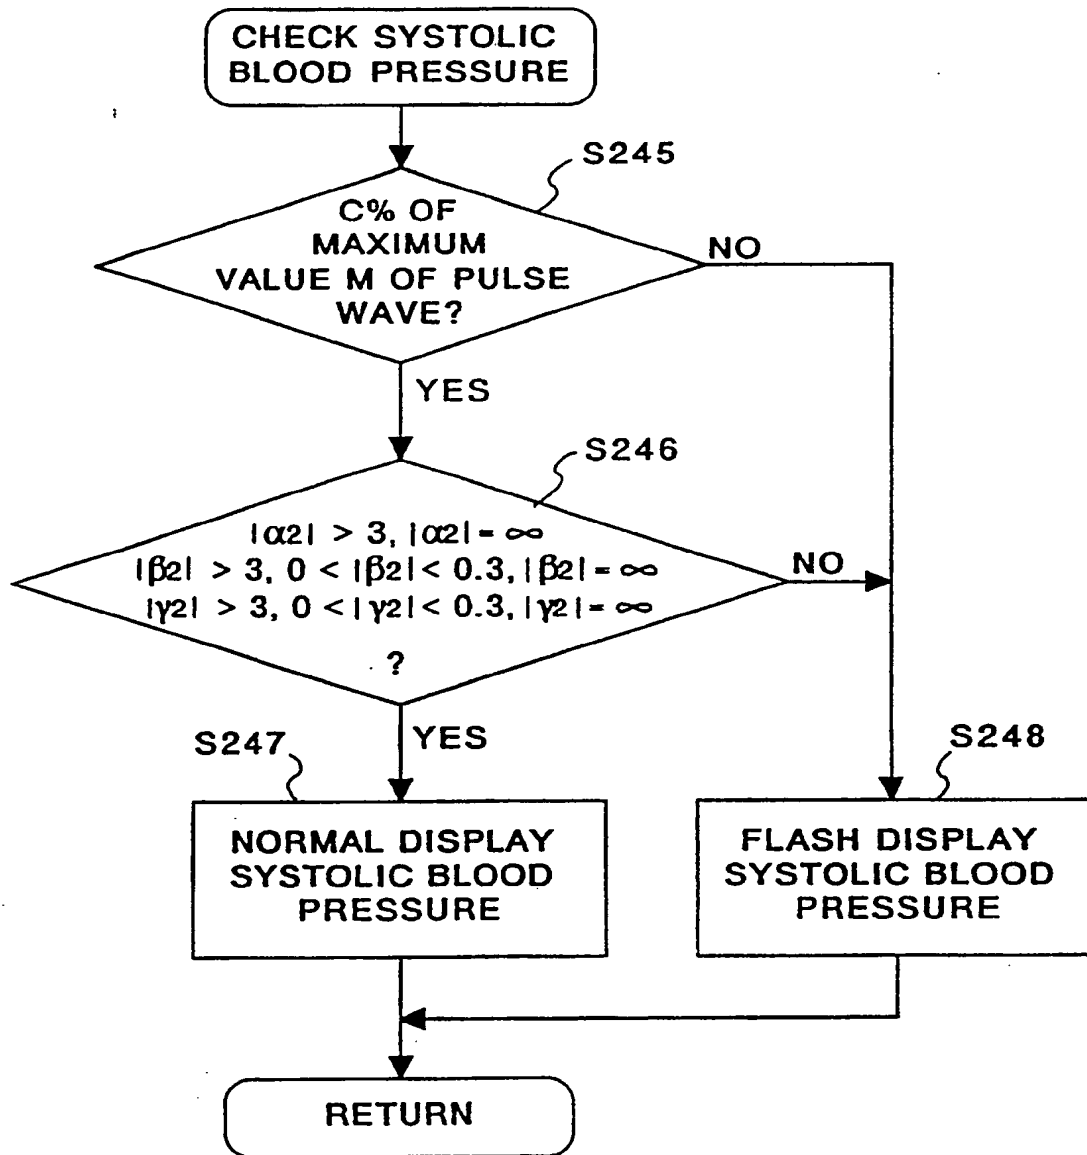 CHECK SYSTOLIC
BLOOD PRESSURE
S245
C% OF
MAXIMUM
VALUE M OF PULSE
WAVE?
NO
YES
S246
|α2| > 3, |α2| = ∞
|β2| > 3, 0 < |β2| < 0.3, |β2| = ∞
|γ2| > 3, 0 < |γ2| < 0.3, |γ2| = ∞
?
NO
YES
S247
S248
NORMAL DISPLAY
SYSTOLIC BLOOD
PRESSURE
FLASH DISPLAY
SYSTOLIC BLOOD
PRESSURE
RETURN